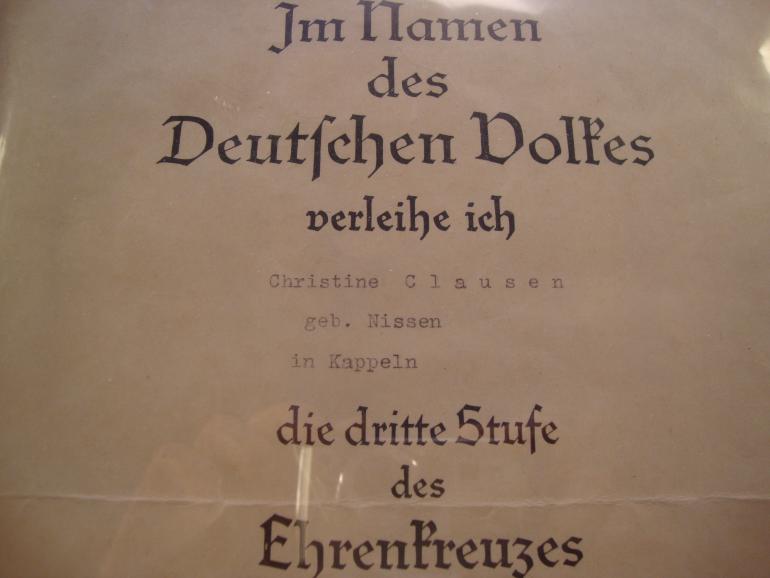 Im Namen
des
Deutſchen Volkes
verleihe ich
Christine C l a u s e n
geb. Nissen
in Kappeln
die dritte Stufe
des
Ehrenkreuzes